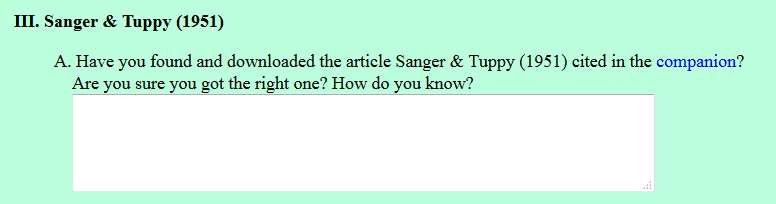 III. Sanger & Tuppy (1951)
A. Have you found and downloaded the article Sanger & Tuppy (1951) cited in the companion?
Are you sure you got the right one? How do you know?